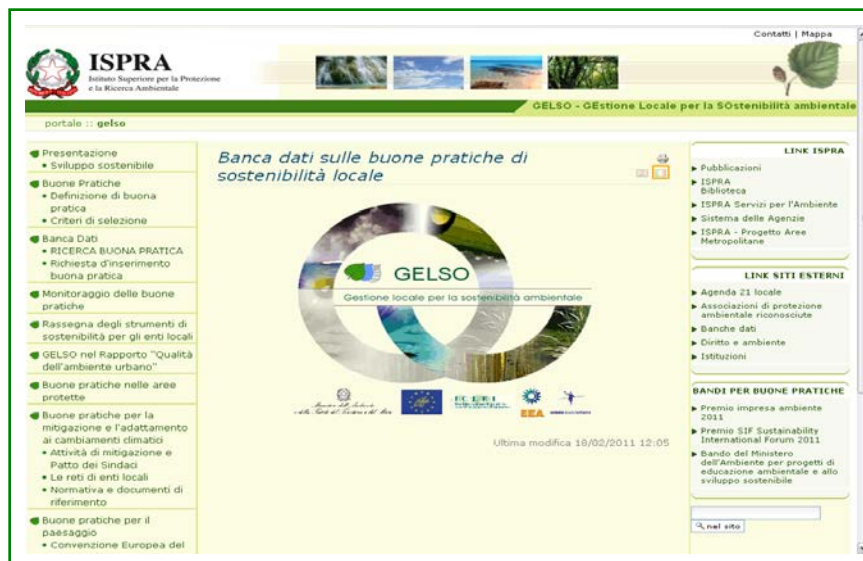 Contatti | Mappa
ISPRA
Istituto Superiore per la Protezione
e la Ricerca Ambientale
GELSO - GEstione Locale per la SOstenibilità ambientale
portale :: gelso
Presentazione
• Sviluppo sostenibile
Buone Pratiche
• Definizione di buona
pratica
• Criteri di selezione
Banca Dati
• RICERCA BUONA PRATICA
• Richiesta d'inserimento
buona pratica
Monitoraggio delle buone
pratiche
Rassegna degli strumenti di
sostenibilità per gli enti locali
GELSO nel Rapporto "Qualità
dell'ambiente urbano"
Buone pratiche nelle aree
protette
Buone pratiche per la
mitigazione e l'adattamento
ai cambiamenti climatici
• Attività di mitigazione e
Patto dei Sindaci
• Le reti di enti locali
• Normativa e documenti di
riferimento
Buone pratiche per il
paesaggio
• Convenzione Europea del
Banca dati sulle buone pratiche di
sostenibilità locale
GELSO
Gestione locale per la sostenibilità ambientale
EEA
Ultima modifica 18/02/2011 12:05
LINK ISPRA
Pubblicazioni
ISPRA
Biblioteca
ISPRA Servizi per l'Ambiente
Sistema delle Agenzie
ISPRA - Progetto Aree
Metropolitane
LINK SITI ESTERNI
Agenda 21 locale
Associazioni di protezione
ambientale riconosciute
Banche dati
Diritto e ambiente
Istituzioni
BANDI PER BUONE PRATICHE
Premio impresa ambiente
2011
Premio SIF Sustainability
International Forum 2011
Bando del Ministero
dell'Ambiente per progetti di
educazione ambientale e allo
sviluppo sostenibile
nel sito